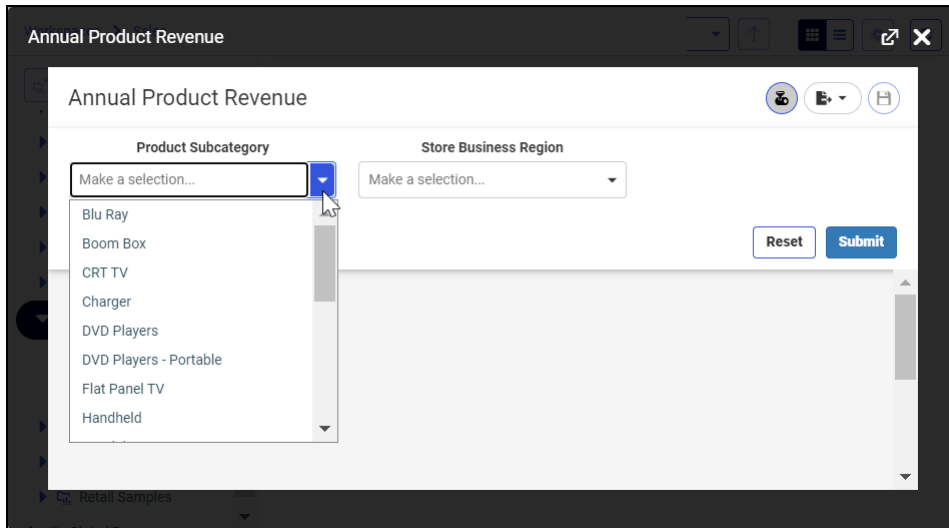 Annual Product Revenue
Annual Product Revenue
Product Subcategory
Store Business Region
Make a selection...
Make a selection...
Blu Ray
Boom Box
CRT TV
Charger
DVD Players
DVD Players - Portable
Flat Panel TV
Handheld
Reset
Submit
Retail Samples